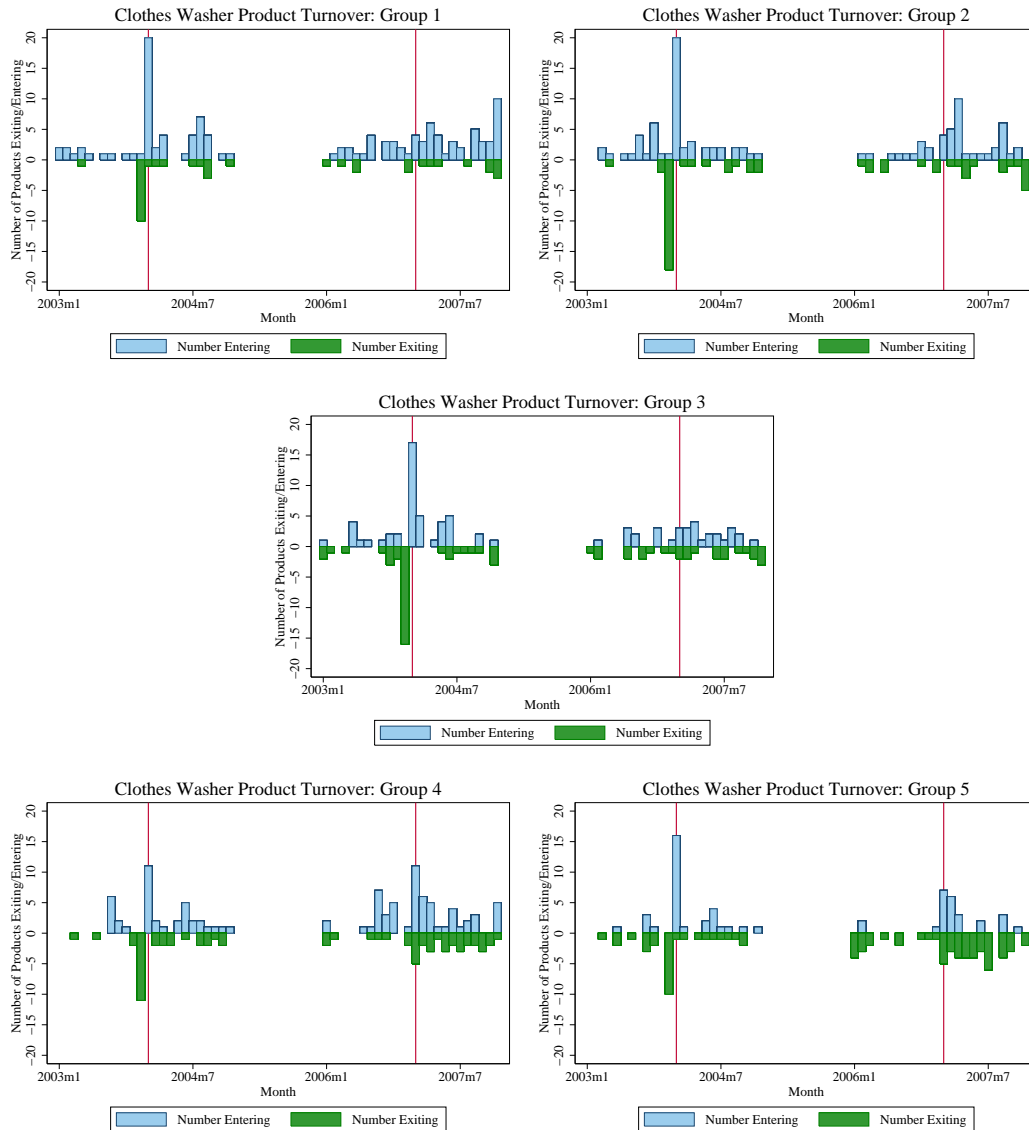 Clothes Washer Product Turnover: Group 1
Number of Products Exiting/Entering
20
15
10
5
0
−5
−10
−15
−20
2003m1 2004m7 2006m1 2007m7
Month
Number Entering Number Exiting
Clothes Washer Product Turnover: Group 2
Number of Products Exiting/Entering
20
15
10
5
0
−5
−10
−15
−20
2003m1 2004m7 2006m1 2007m7
Month
Number Entering Number Exiting
Clothes Washer Product Turnover: Group 3
Number of Products Exiting/Entering
20
15
10
5
0
−5
−10
−15
−20
2003m1 2004m7 2006m1 2007m7
Month
Number Entering Number Exiting
Clothes Washer Product Turnover: Group 4
Number of Products Exiting/Entering
20
15
10
5
0
−5
−10
−15
−20
2003m1 2004m7 2006m1 2007m7
Month
Number Entering Number Exiting
Clothes Washer Product Turnover: Group 5
Number of Products Exiting/Entering
20
15
10
5
0
−5
−10
−15
−20
2003m1 2004m7 2006m1 2007m7
Month
Number Entering Number Exiting